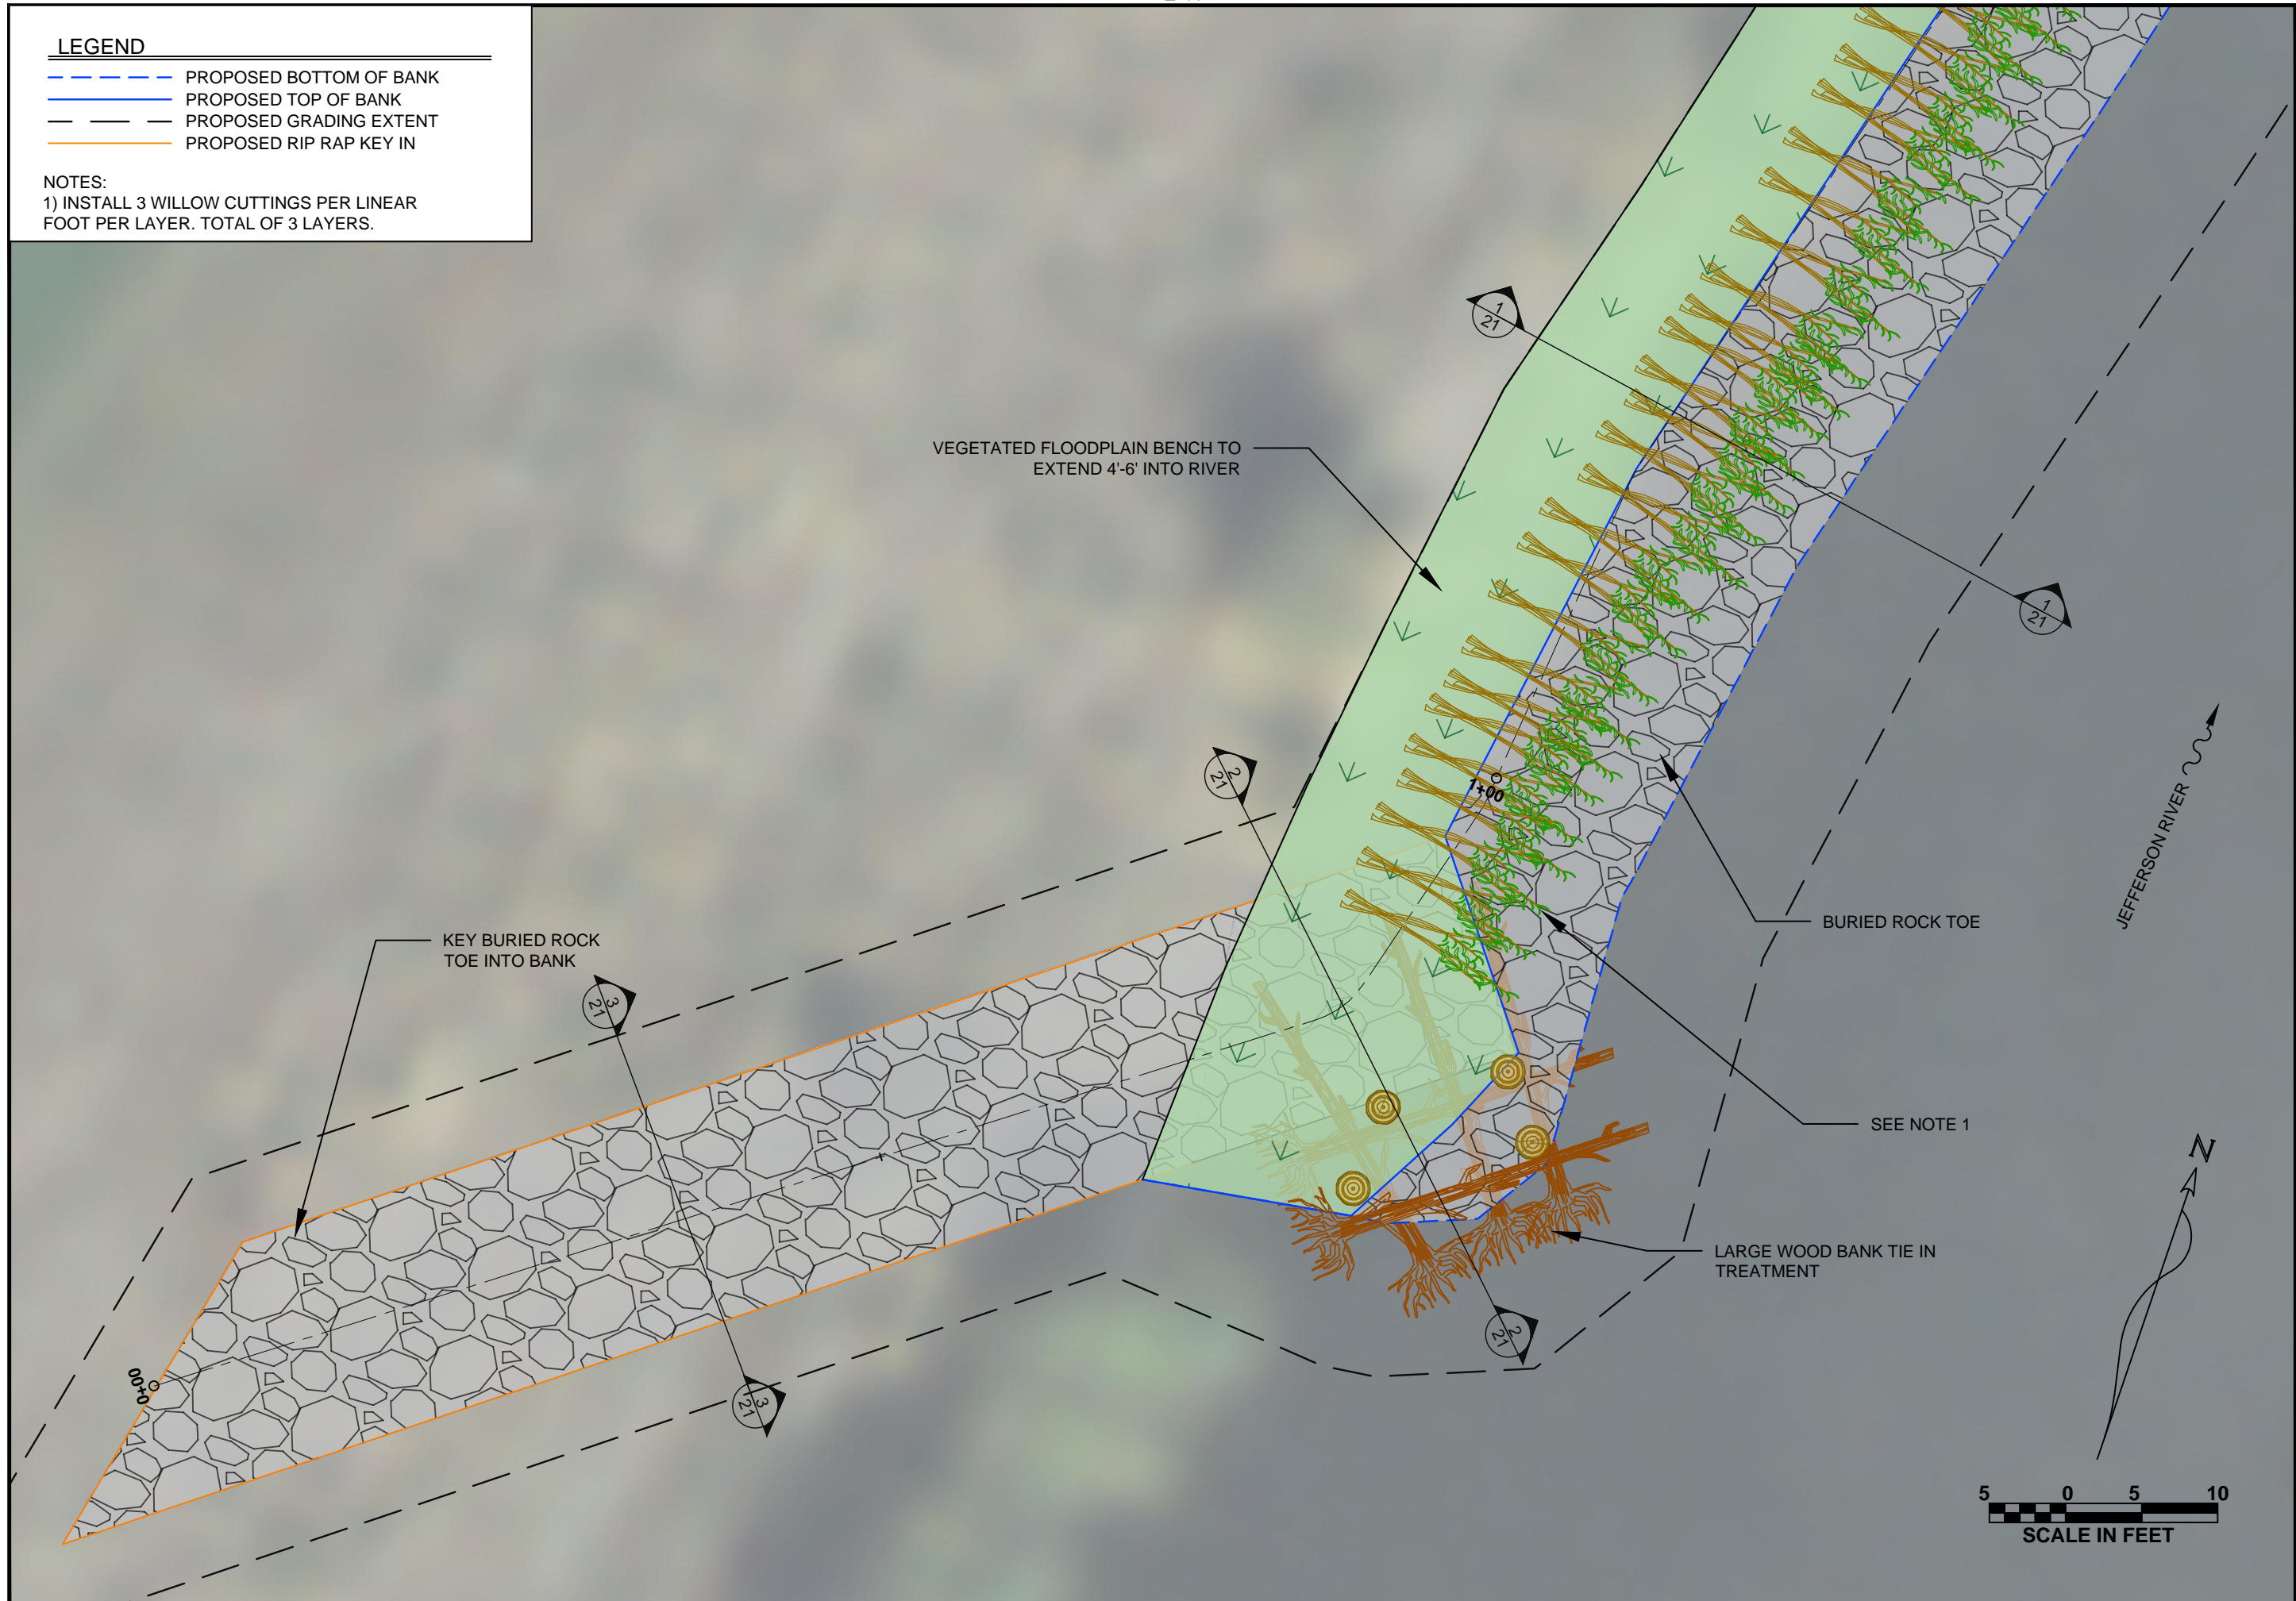 LEGEND
PROPOSED BOTTOM OF BANK
PROPOSED TOP OF BANK
PROPOSED GRADING EXTENT
PROPOSED RIP RAP KEY IN
NOTES:
1) INSTALL 3 WILLOW CUTTINGS PER LINEAR
FOOT PER LAYER. TOTAL OF 3 LAYERS.
1
21
VEGETATED FLOODPLAIN BENCH TO
EXTEND 4'-6' INTO RIVER
1
21
2
21
1+00
JEFFERSON RIVER
BURIED ROCK TOE
KEY BURIED ROCK
TOE INTO BANK
3
21
SEE NOTE 1
N
LARGE WOOD BANK TIE IN
TREATMENT
2
21
0+00
3
21
5 0 5 10
SCALE IN FEET